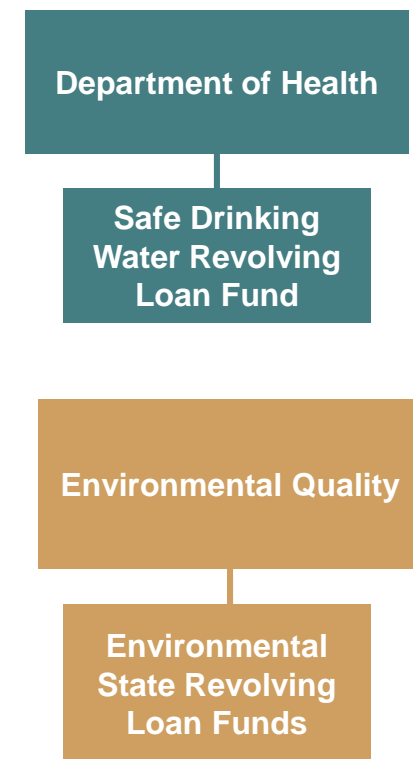 Department of Health
Safe Drinking
Water Revolving
Loan Fund
Environmental Quality
Environmental
State Revolving
Loan Funds